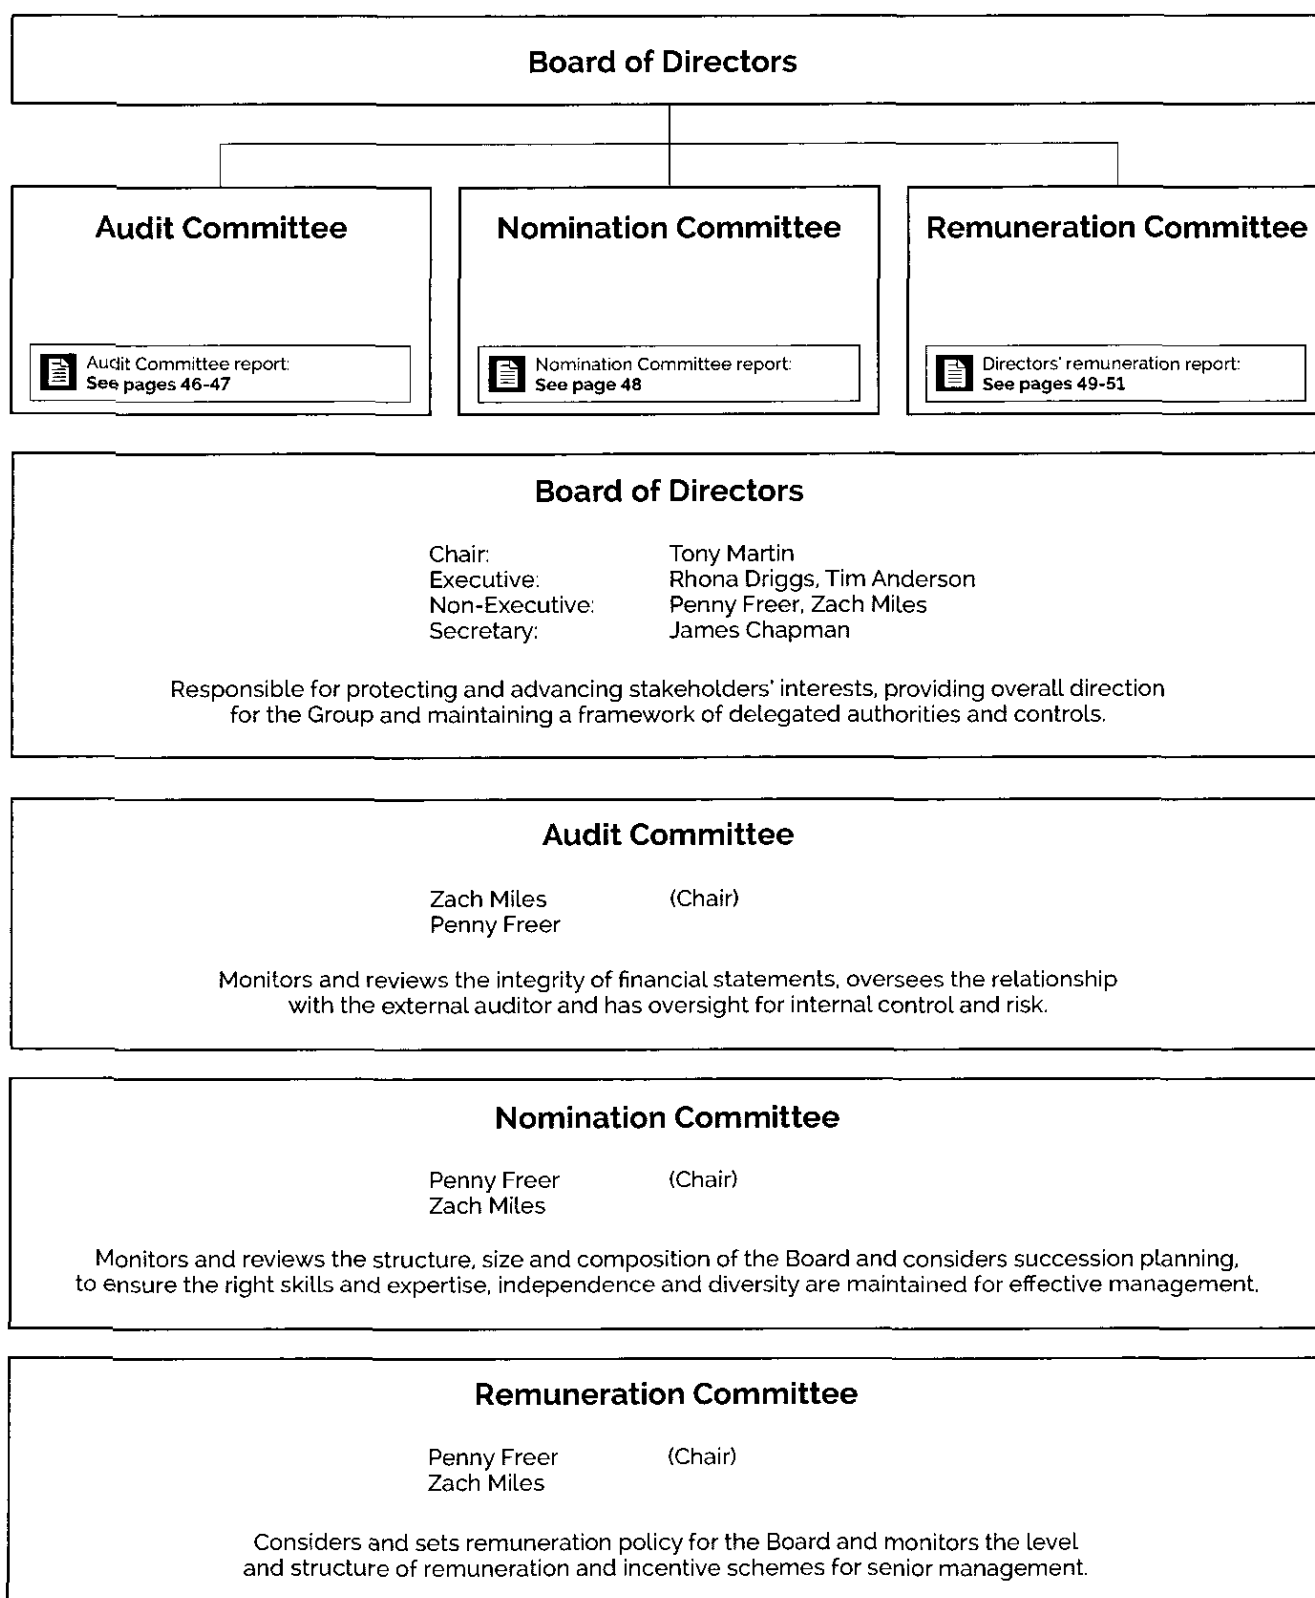 Board of Directors
Audit Committee
Audit Committee report:
See pages 46-47
Nomination Committee
Nomination Committee report:
See page 48
Remuneration Committee
Directors' remuneration report:
See pages 49-51
Board of Directors
Chair: Tony Martin
Executive: Rhona Driggs, Tim Anderson
Non-Executive: Penny Freer, Zach Miles
Secretary: James Chapman
Responsible for protecting and advancing stakeholders' interests, providing overall direction
for the Group and maintaining a framework of delegated authorities and controls.
Audit Committee
Zach Miles (Chair)
Penny Freer
Monitors and reviews the integrity of financial statements, oversees the relationship
with the external auditor and has oversight for internal control and risk.
Nomination Committee
Penny Freer (Chair)
Zach Miles
Monitors and reviews the structure, size and composition of the Board and considers succession planning,
to ensure the right skills and expertise, independence and diversity are maintained for effective management.
Remuneration Committee
Penny Freer (Chair)
Zach Miles
Considers and sets remuneration policy for the Board and monitors the level
and structure of remuneration and incentive schemes for senior management.